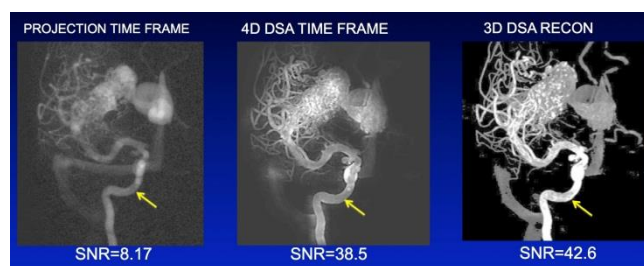 PROJECTION TIME FRAME
4D DSA TIME FRAME
3D DSA RECON
SNR=8.17
SNR=38.5
SNR=42.6